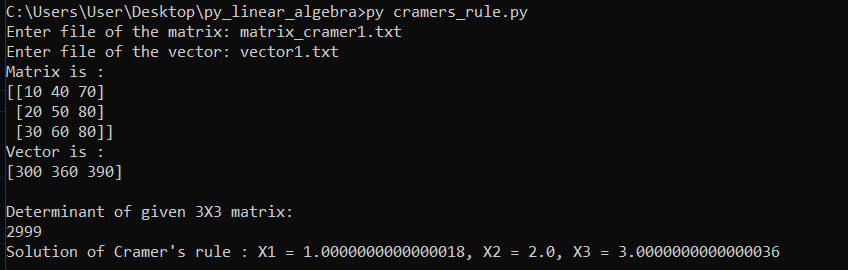 C:\Users\User\Desktop\py_linear_algebra>py cramers_rule.py
Enter file of the matrix: matrix_cramer1.txt
Enter file of the vector: vector1.txt
Matrix is :
[[10 40 70]
 [20 50 80]
 [30 60 80]]
Vector is :
[300 360 390]

Determinant of given 3X3 matrix:
2999
Solution of Cramer's rule : X1 = 1.0000000000000018, X2 = 2.0, X3 = 3.0000000000000036